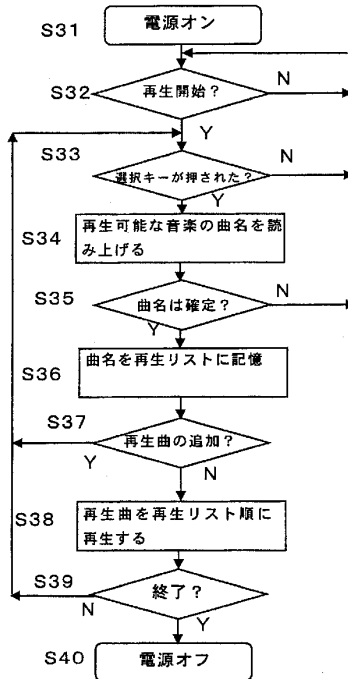 S31
電源オン
S32
再生開始?
N
Y
S33
選択キーが押された?
N
Y
S34
再生可能な音楽の曲名を読
み上げる
S35
曲名は確定?
N
Y
S36
曲名を再生リストに記憶
S37
再生曲の追加?
Y
N
S38
再生曲を再生リスト順に
再生する
S39
終了?
N
Y
S40
電源オフ